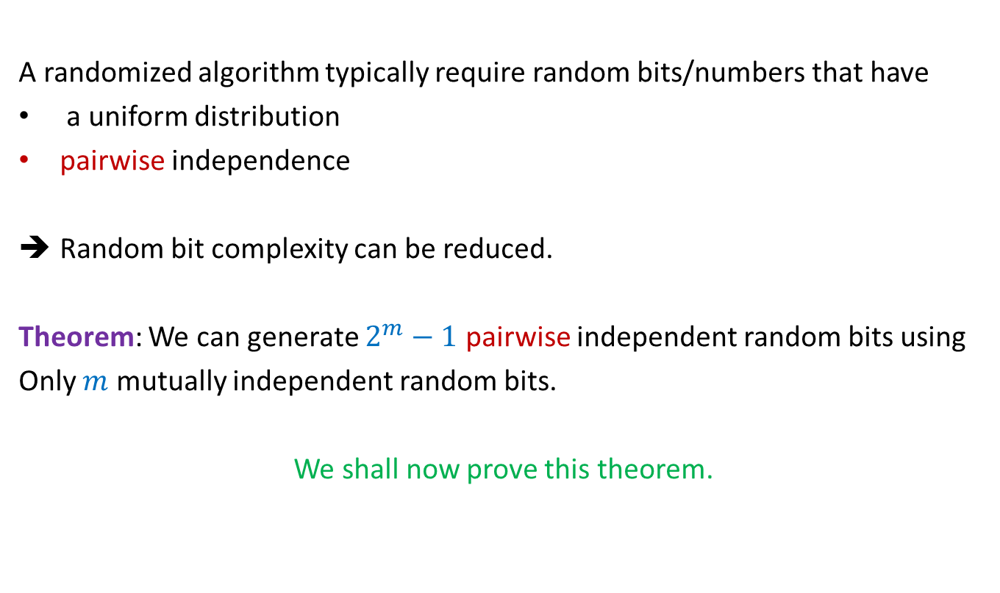 A randomized algorithm typically require random bits/numbers that have
• a uniform distribution
• pairwise independence
➔ Random bit complexity can be reduced.
Theorem: We can generate 2^m − 1 pairwise independent random bits using
Only m mutually independent random bits.
We shall now prove this theorem.